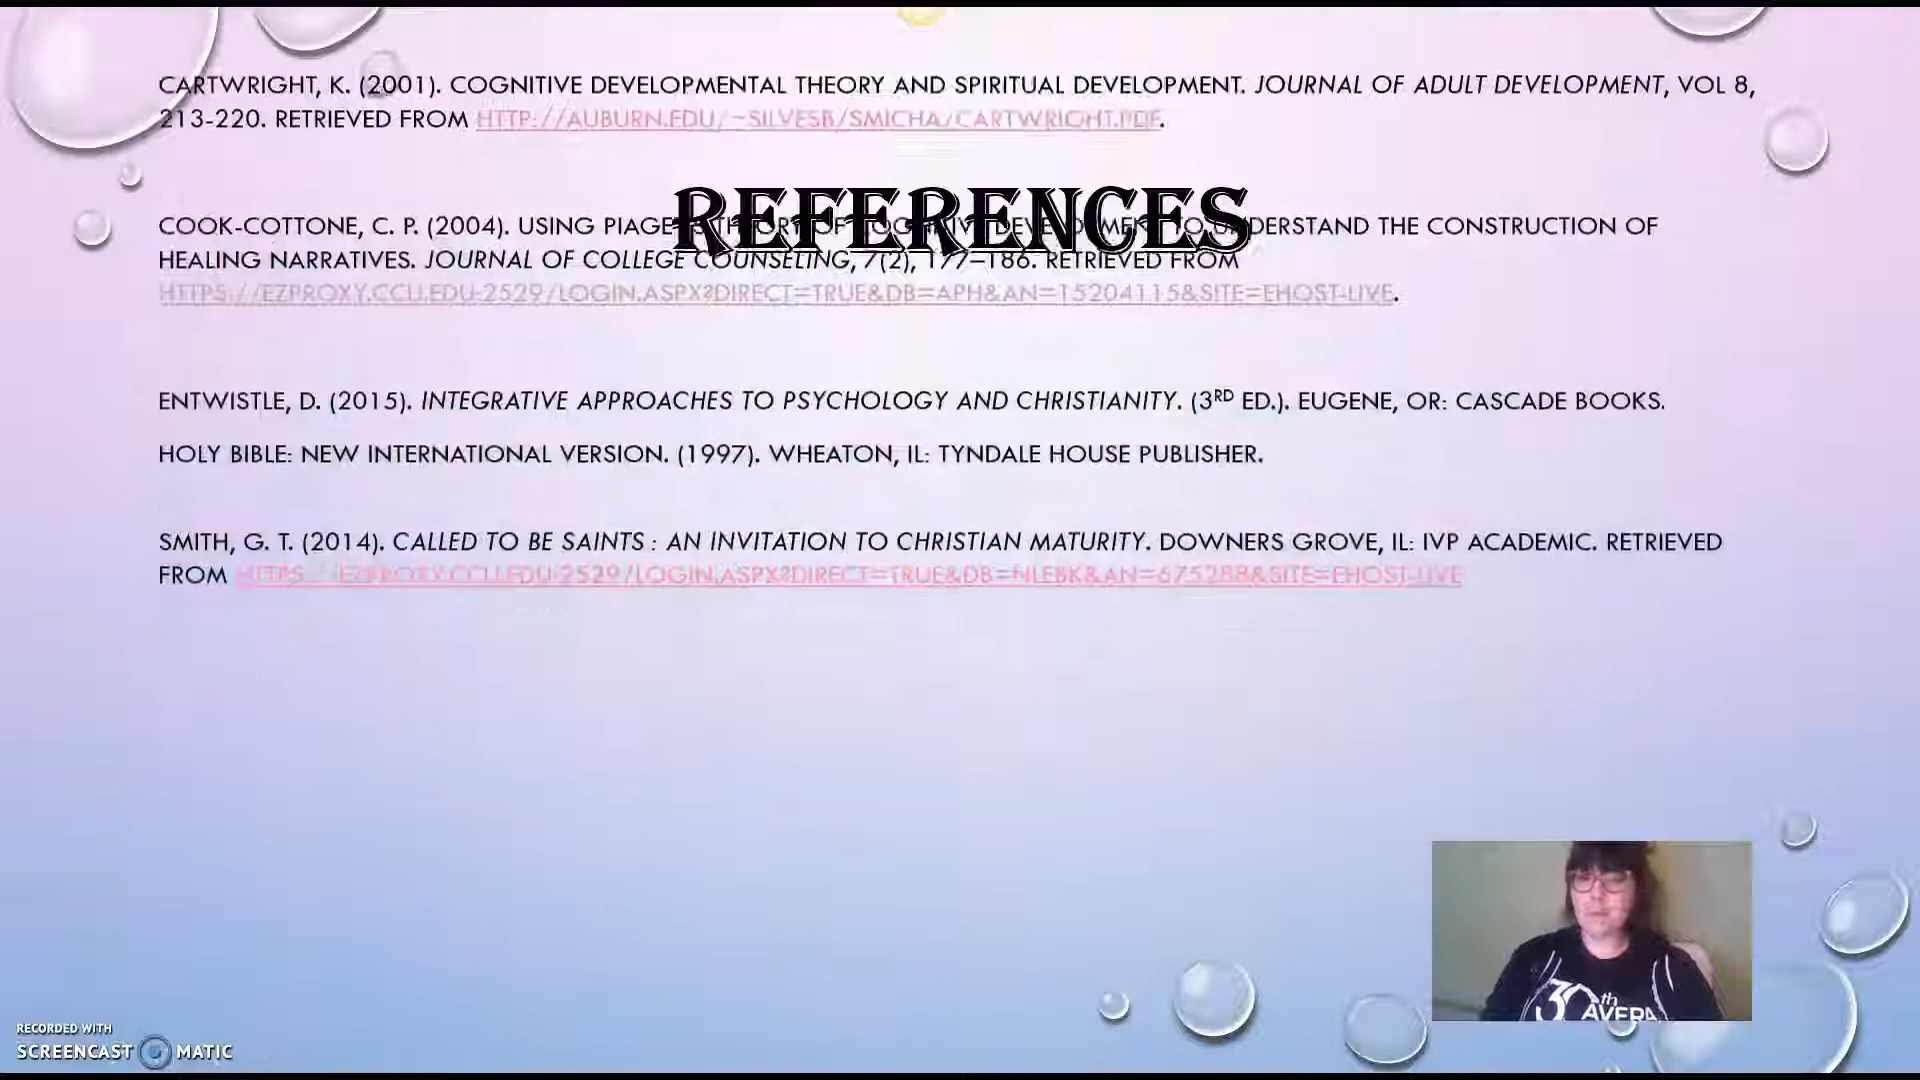 CARTWRIGHT, K. (2001). COGNITIVE DEVELOPMENTAL THEORY AND SPIRITUAL DEVELOPMENT. JOURNAL OF ADULT DEVELOPMENT, VOL 8,
213-220. RETRIEVED FROM HTTP://AUBURN.EDU/~SILVESB/SMICHA/CARTWRIGHT.PDF.
REFERENCES
COOK-COTTONE, C. P. (2004). USING PIAGET'S THEORY OF COGNITIVE DEVELOPMENT TO UNDERSTAND THE CONSTRUCTION OF
HEALING NARRATIVES. JOURNAL OF COLLEGE COUNSELING, 7(2), 177–186. RETRIEVED FROM
HTTPS://EZPROXY.CCU.EDU:2529/LOGIN.ASPX?DIRECT=TRUE&DB=APH&AN=15204115&SITE=EHOST-LIVE.
ENTWISTLE, D. (2015). INTEGRATIVE APPROACHES TO PSYCHOLOGY AND CHRISTIANITY. (3RD ED.). EUGENE, OR: CASCADE BOOKS.
HOLY BIBLE: NEW INTERNATIONAL VERSION. (1997). WHEATON, IL: TYNDALE HOUSE PUBLISHER.
SMITH, G. T. (2014). CALLED TO BE SAINTS : AN INVITATION TO CHRISTIAN MATURITY. DOWNERS GROVE, IL: IVP ACADEMIC. RETRIEVED
FROM HTTPS://EZPROXY.CCU.EDU:2529/LOGIN.ASPX?DIRECT=TRUE&DB=NLEBK&AN=675288&SITE=EHOST-LIVE
30th
AVERA
RECORDED WITH
SCREENCAST MATIC